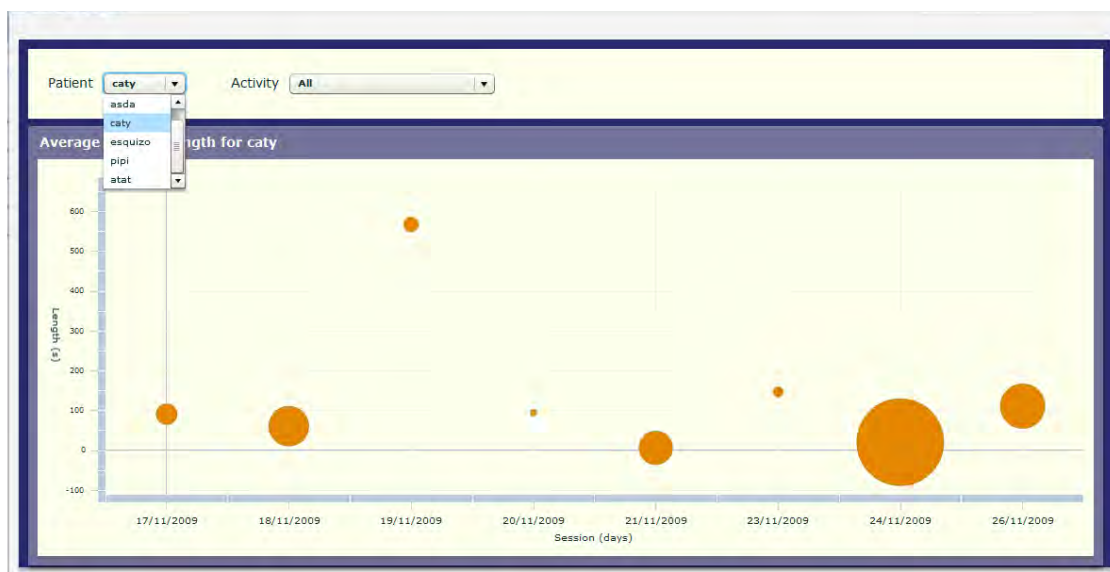 Patient caty Activity All
asda
caty
esquizo
pipi
atat
Average ngth for caty
600
500
400
300
200
100
0
-100
Length (s)
17/11/2009 18/11/2009 19/11/2009 20/11/2009 21/11/2009 23/11/2009 24/11/2009 26/11/2009
Session (days)